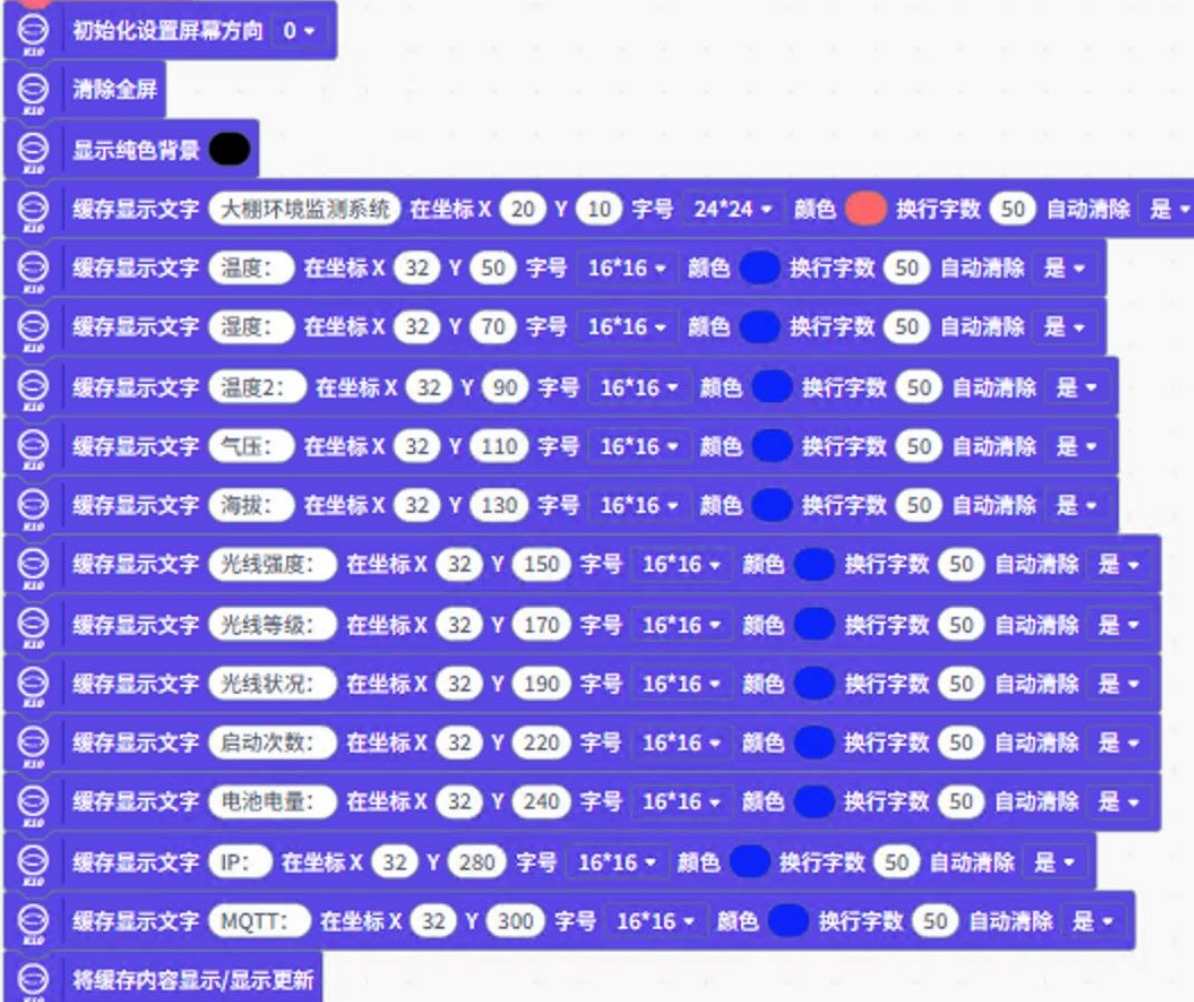 K10 初始化设置屏幕方向 0
K10 清除全屏
K10 显示纯色背景
K10 缓存显示文字 大棚环境监测系统 在坐标 X 20 Y 10 字号 24*24 颜色 换行字数 50 自动清除 是
K10 缓存显示文字 温度： 在坐标 X 32 Y 50 字号 16*16 颜色 换行字数 50 自动清除 是
K10 缓存显示文字 湿度： 在坐标 X 32 Y 70 字号 16*16 颜色 换行字数 50 自动清除 是
K10 缓存显示文字 温度2： 在坐标 X 32 Y 90 字号 16*16 颜色 换行字数 50 自动清除 是
K10 缓存显示文字 气压： 在坐标 X 32 Y 110 字号 16*16 颜色 换行字数 50 自动清除 是
K10 缓存显示文字 海拔： 在坐标 X 32 Y 130 字号 16*16 颜色 换行字数 50 自动清除 是
K10 缓存显示文字 光线强度： 在坐标 X 32 Y 150 字号 16*16 颜色 换行字数 50 自动清除 是
K10 缓存显示文字 光线等级： 在坐标 X 32 Y 170 字号 16*16 颜色 换行字数 50 自动清除 是
K10 缓存显示文字 光线状况： 在坐标 X 32 Y 190 字号 16*16 颜色 换行字数 50 自动清除 是
K10 缓存显示文字 启动次数： 在坐标 X 32 Y 220 字号 16*16 颜色 换行字数 50 自动清除 是
K10 缓存显示文字 电池电量： 在坐标 X 32 Y 240 字号 16*16 颜色 换行字数 50 自动清除 是
K10 缓存显示文字 IP： 在坐标 X 32 Y 280 字号 16*16 颜色 换行字数 50 自动清除 是
K10 缓存显示文字 MQTT： 在坐标 X 32 Y 300 字号 16*16 颜色 换行字数 50 自动清除 是
K10 将缓存内容显示/显示更新